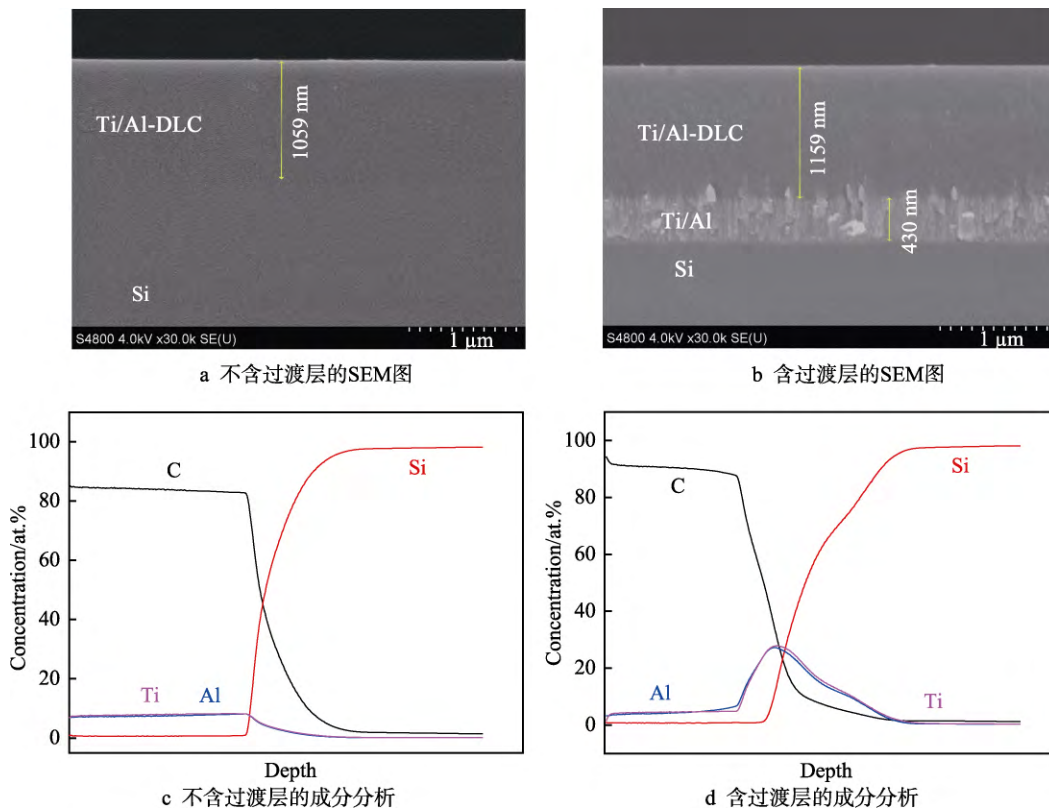 Ti/Al-DLC
1059 nm
Si
S4800 4.0kV x30.0k SE(U)
1 μm
a 不含过渡层的SEM图
Ti/Al-DLC
1159 nm
Ti/Al
430 nm
Si
S4800 4.0kV x30.0k SE(U)
1 μm
b 含过渡层的SEM图
Concentration/at.%
100
80
60
40
20
0
C
Si
Ti
Al
Depth
c 不含过渡层的成分分析
Concentration/at.%
100
80
60
40
20
0
C
Si
Al
Ti
Depth
d 含过渡层的成分分析